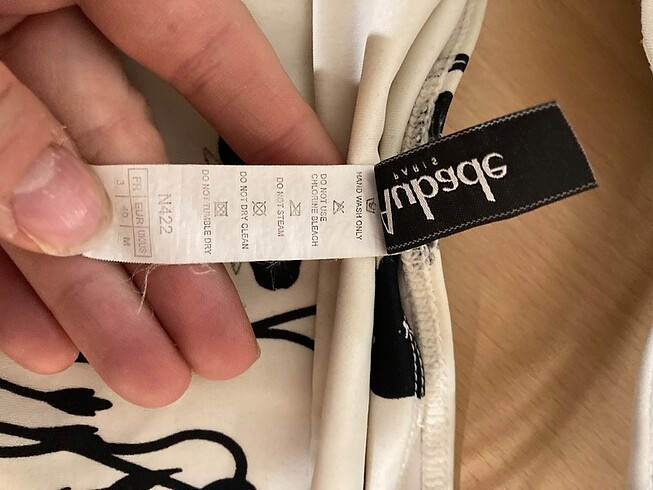 Aubade
PARIS
HAND WASH ONLY
DO NOT USE
CHLORINE BLEACH
DO NOT STEAM
DO NOT DRY CLEAN
DO NOT TUMBLE DRY
N422
FR EUR UK/US
3 40 M